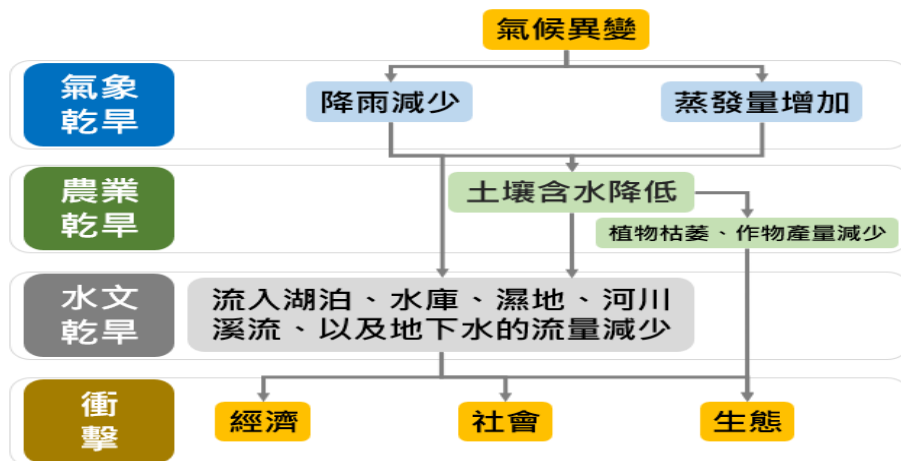 氣候異變
氣象
乾旱
降雨減少
蒸發量增加
農業
乾旱
土壤含水降低
植物枯萎、作物產量減少
水文
乾旱
流入湖泊、水庫、濕地、河川
溪流、以及地下水的流量減少
衝
擊
經濟
社會
生態